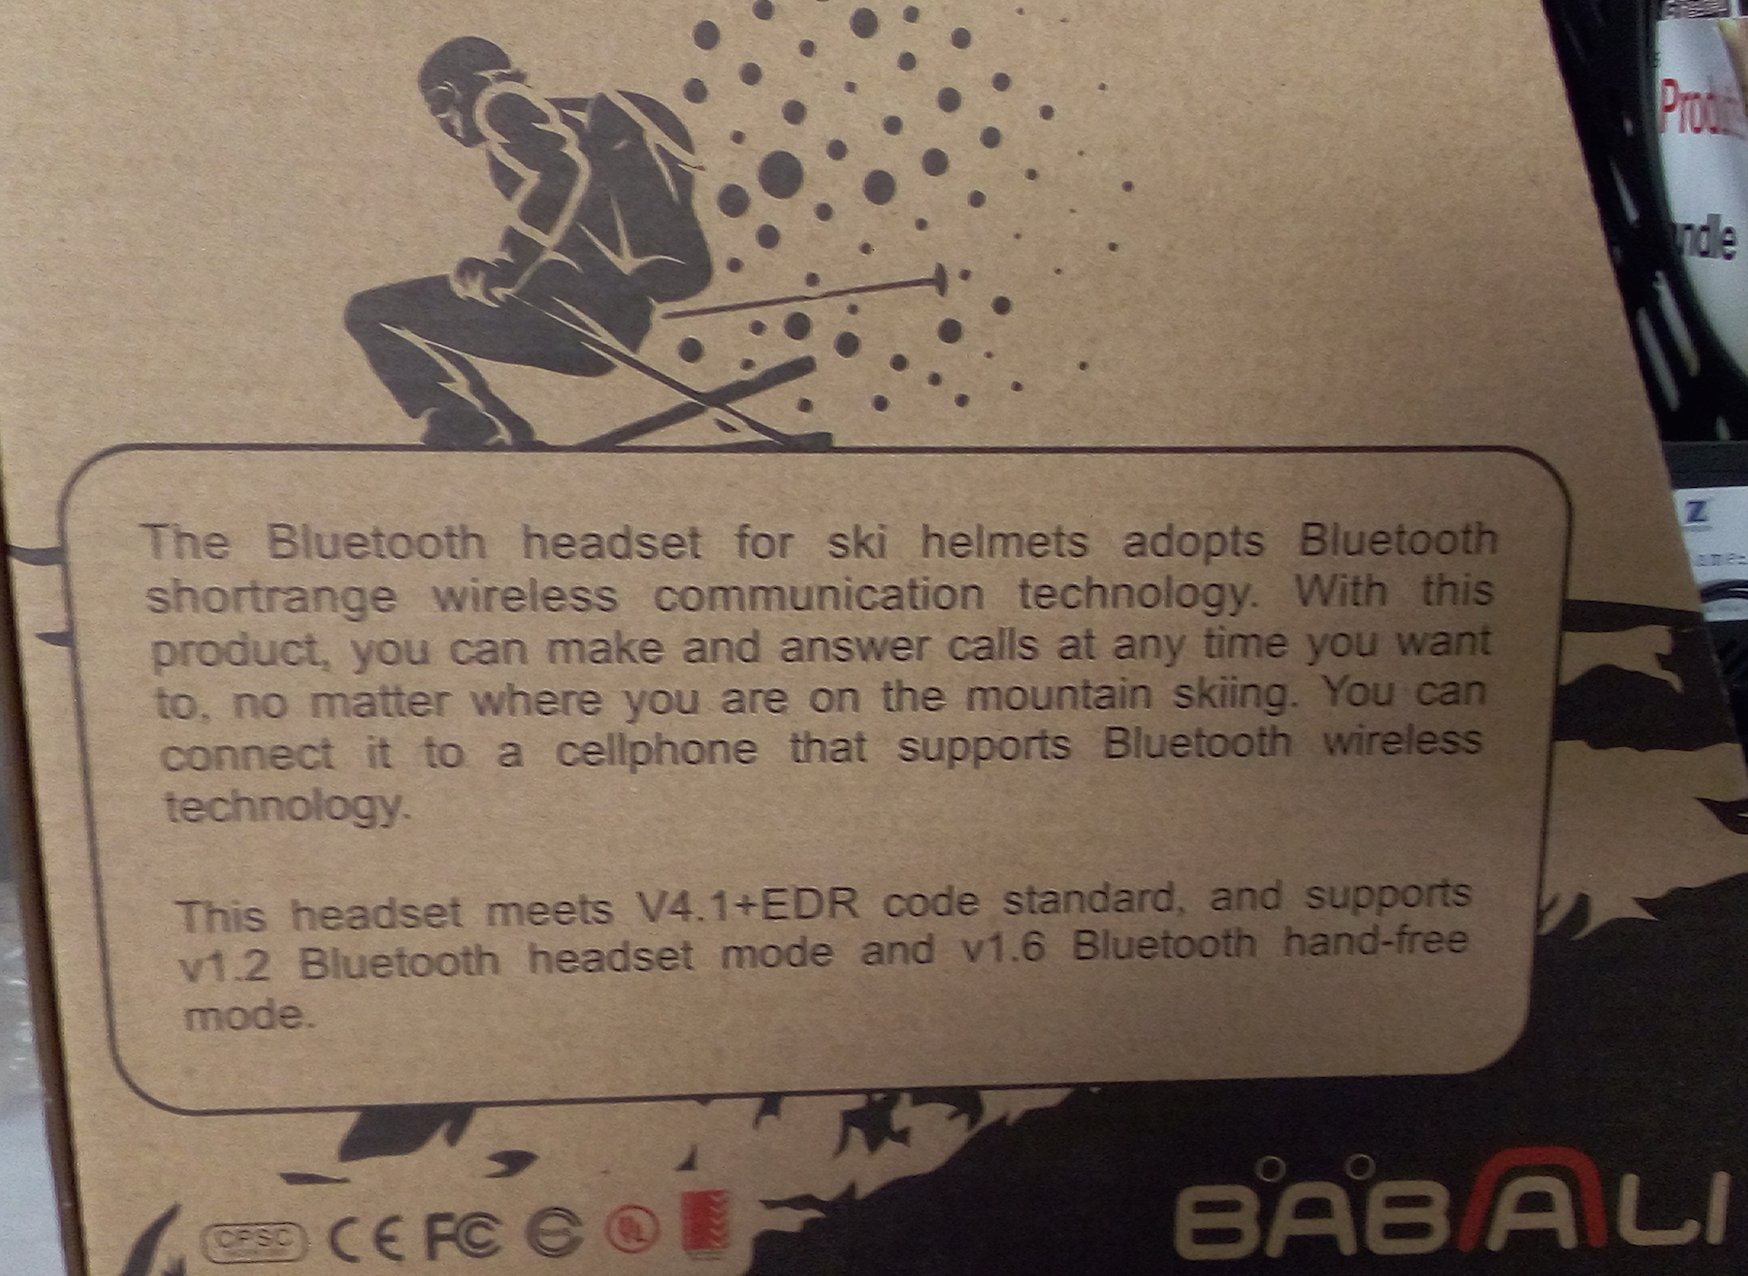 Produ
ndle
Z
The Bluetooth headset for ski helmets adopts Bluetooth
shortrange wireless communication technology. With this
product, you can make and answer calls at any time you want
to, no matter where you are on the mountain skiing. You can
connect it to a cellphone that supports Bluetooth wireless
technology.
This headset meets V4.1+EDR code standard, and supports
v1.2 Bluetooth headset mode and v1.6 Bluetooth hand-free
mode.
CPSC CE FC UL
BABALI